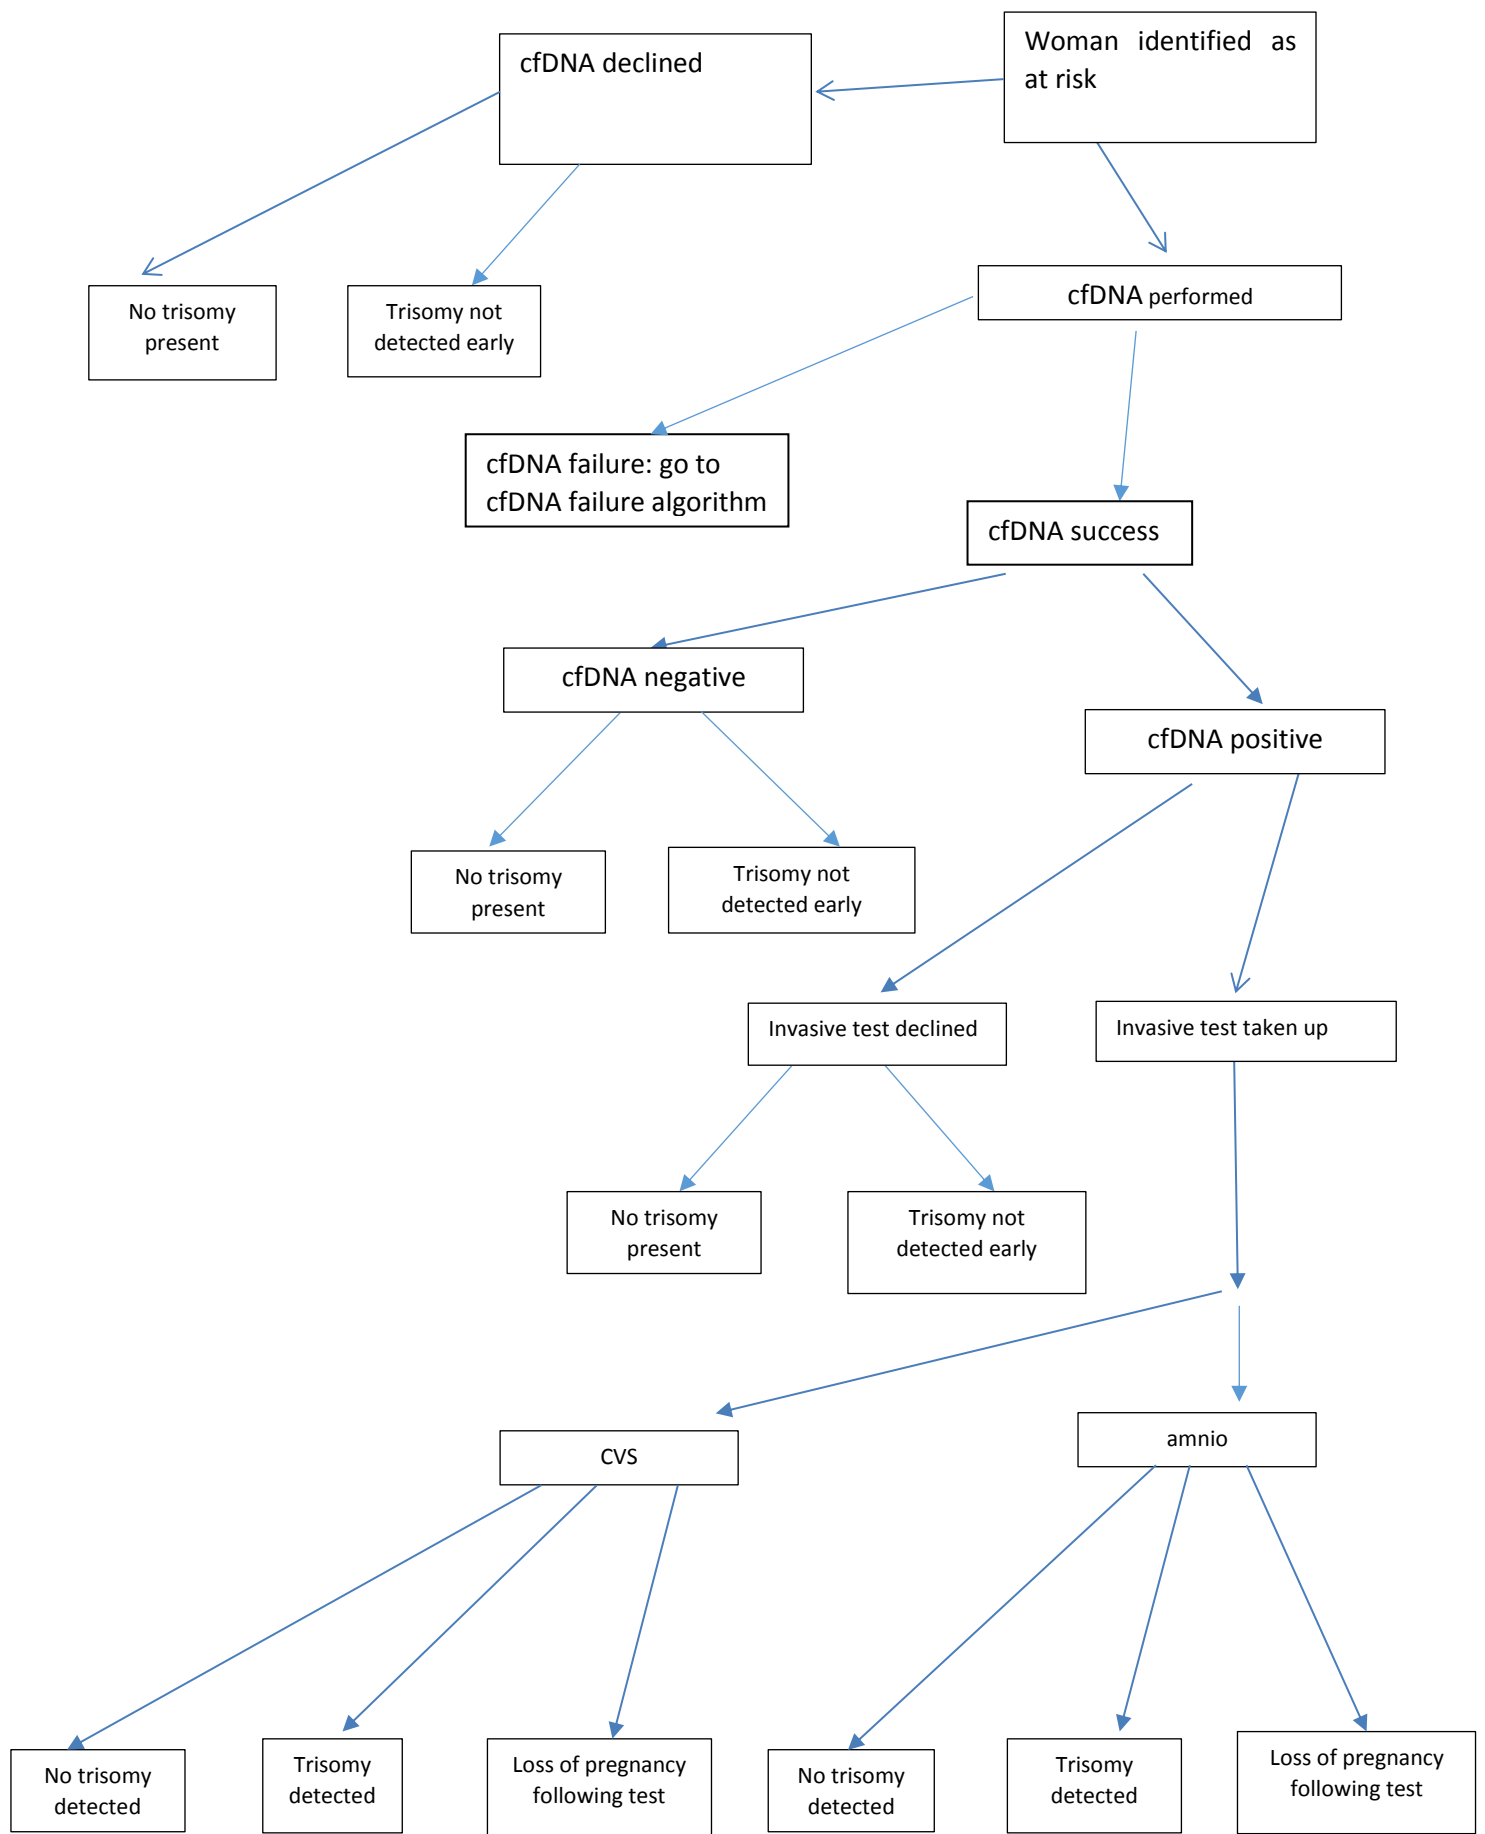 cfDNA declined
Woman identified as
at risk
No trisomy
present
Trisomy not
detected early
cfDNA performed
cfDNA failure: go to
cfDNA failure algorithm
cfDNA success
cfDNA negative
cfDNA positive
No trisomy
present
Trisomy not
detected early
Invasive test declined
Invasive test taken up
No trisomy
present
Trisomy not
detected early
CVS
amnio
No trisomy
detected
Trisomy
detected
Loss of pregnancy
following test
No trisomy
detected
Trisomy
detected
Loss of pregnancy
following test